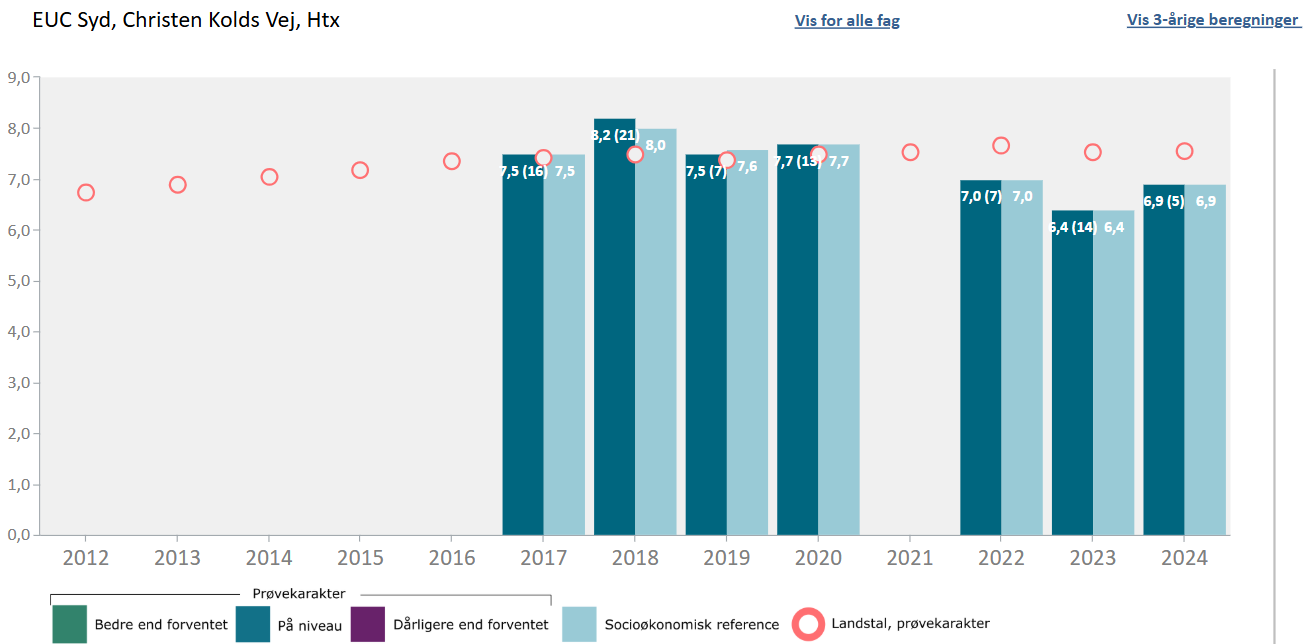 EUC Syd, Christen Kolds Vej, Htx
Vis for alle fag
Vis 3-årige beregninger
9,0
8,0
7,0
6,0
5,0
4,0
3,0
2,0
1,0
0,0
7,5 (16) 7,5
8,2 (21) 8,0
7,5 (7) 7,6
7,7 7,7
7,0 (7) 7,0
6,4 (14) 6,4
6,9 (5) 6,9
2012 2013 2014 2015 2016 2017 2018 2019 2020 2021 2022 2023 2024
Prøvekarakter
Bedre end forventet På niveau Dårligere end forventet Socioøkonomisk reference Landstal, prøvekarakter